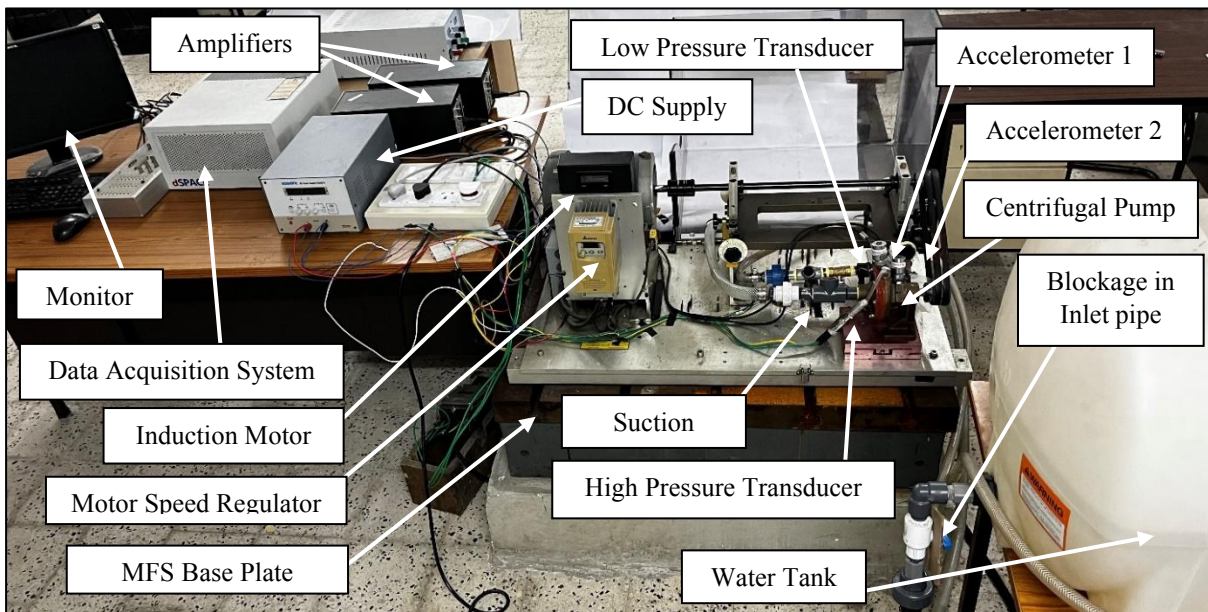 Amplifiers
Low Pressure Transducer
Accelerometer 1
DC Supply
Accelerometer 2
Centrifugal Pump
Monitor
Blockage in
Inlet pipe
dSPACE
Data Acquisition System
Induction Motor
Suction
Motor Speed Regulator
High Pressure Transducer
WARNING
MFS Base Plate
Water Tank